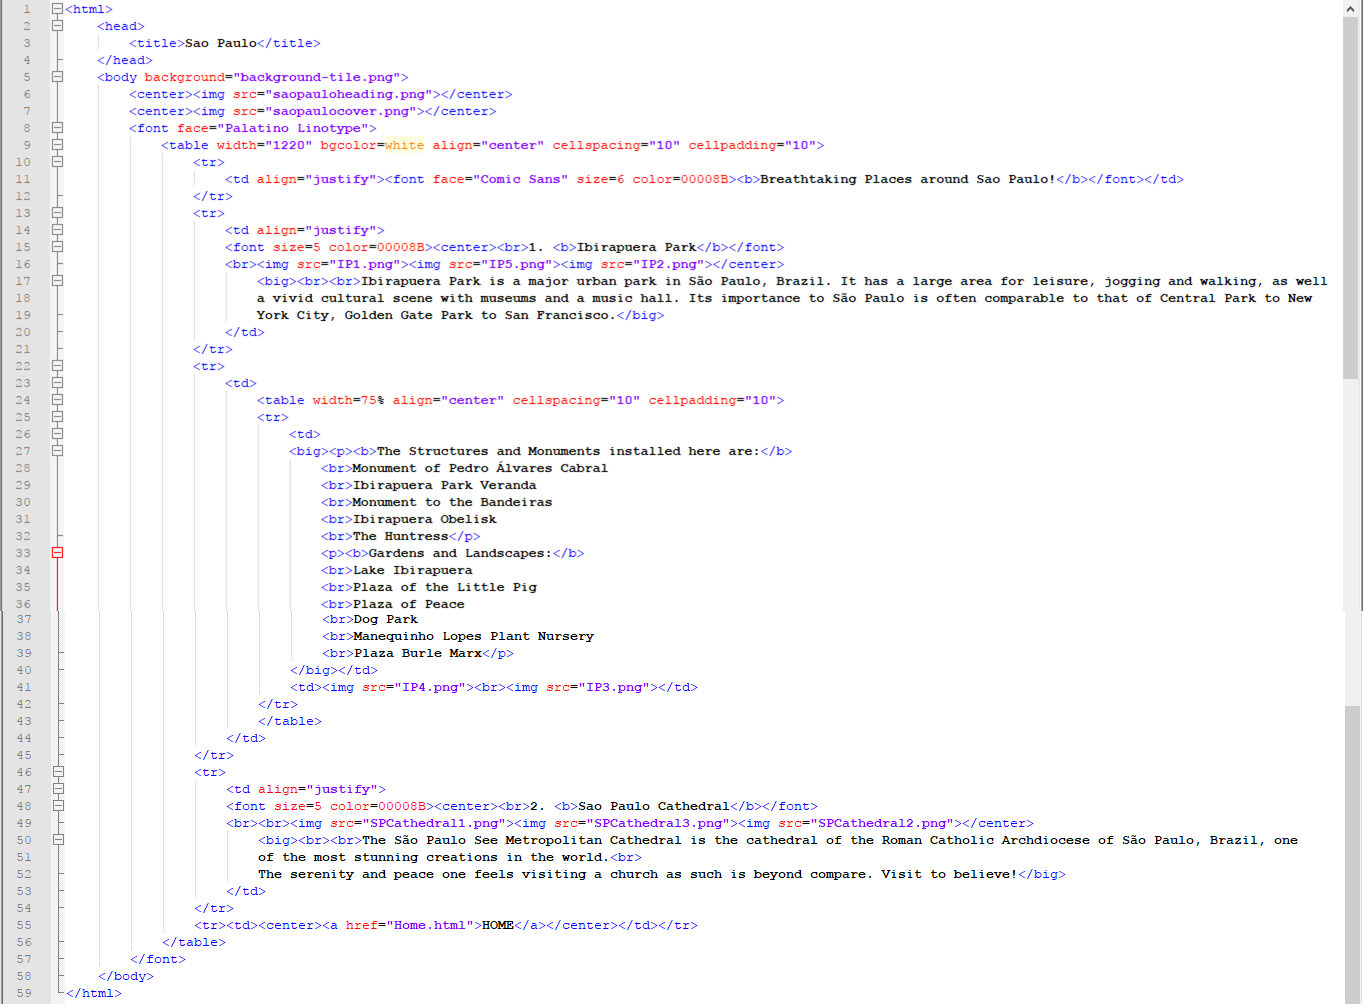 1 <html>
2 <head>
3 <title>Sao Paulo</title>
4 </head>
5 <body background="background-tile.png">
6 <center><img src="saopauloheading.png"></center>
7 <center><img src="saopaulocover.png"></center>
8 <font face="Palatino Linotype">
9 <table width="1220" bgcolor=white align="center" cellspacing="10" cellpadding="10">
10 <tr>
11 <td align="justify"><font face="Comic Sans" size=6 color=00008B><b>Breathtaking Places around Sao Paulo!</b></font></td>
12 </tr>
13 <tr>
14 <td align="justify">
15 <font size=5 color=00008B><center><br>1. <b>Ibirapuera Park</b></font>
16 <br><img src="IP1.png"><img src="IP5.png"><img src="IP2.png"></center>
17 <big><br><br>Ibirapuera Park is a major urban park in São Paulo, Brazil. It has a large area for leisure, jogging and walking, as well
18 a vivid cultural scene with museums and a music hall. Its importance to São Paulo is often comparable to that of Central Park to New
19 York City, Golden Gate Park to San Francisco.</big>
20 </td>
21 </tr>
22 <tr>
23 <td>
24 <table width=75% align="center" cellspacing="10" cellpadding="10">
25 <tr>
26 <td>
27 <big><p><b>The Structures and Monuments installed here are:</b>
28 <br>Monument of Pedro Álvares Cabral
29 <br>Ibirapuera Park Veranda
30 <br>Monument to the Bandeiras
31 <br>Ibirapuera Obelisk
32 <br>The Huntress</p>
33 <p><b>Gardens and Landscapes:</b>
34 <br>Lake Ibirapuera
35 <br>Plaza of the Little Pig
36 <br>Plaza of Peace
37 <br>Dog Park
38 <br>Manequinho Lopes Plant Nursery
39 <br>Plaza Burle Marx</p>
40 </big></td>
41 <td><img src="IP4.png"><br><img src="IP3.png"></td>
42 </tr>
43 </table>
44 </td>
45 </tr>
46 <tr>
47 <td align="justify">
48 <font size=5 color=00008B><center><br>2. <b>Sao Paulo Cathedral</b></font>
49 <br><br><img src="SPCathedral1.png"><img src="SPCathedral3.png"><img src="SPCathedral2.png"></center>
50 <big><br><br>The São Paulo See Metropolitan Cathedral is the cathedral of the Roman Catholic Archdiocese of São Paulo, Brazil, one
51 of the most stunning creations in the world.<br>
52 The serenity and peace one feels visiting a church as such is beyond compare. Visit to believe!</big>
53 </td>
54 </tr>
55 <tr><td><center><a href="Home.html">HOME</a></center></td></tr>
56 </table>
57 </font>
58 </body>
59 </html>